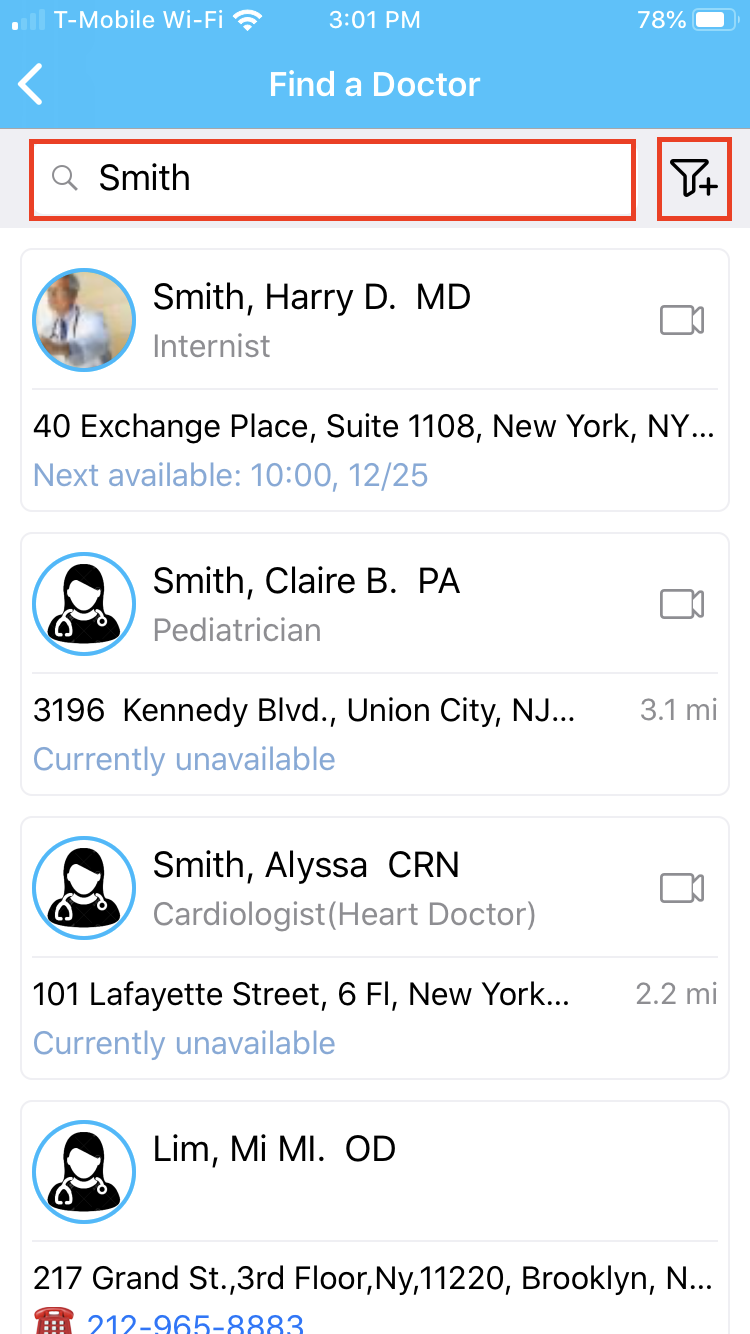 T-Mobile Wi-Fi 3:01 PM 78%
Find a Doctor
Smith
Smith, Harry D. MD
Internist
40 Exchange Place, Suite 1108, New York, NY...
Next available: 10:00, 12/25
Smith, Claire B. PA
Pediatrician
3196 Kennedy Blvd., Union City, NJ... 3.1 mi
Currently unavailable
Smith, Alyssa CRN
Cardiologist(Heart Doctor)
101 Lafayette Street, 6 Fl, New York... 2.2 mi
Currently unavailable
Lim, Mi MI. OD
217 Grand St.,3rd Floor,Ny,11220, Brooklyn, N...
212-965-8883